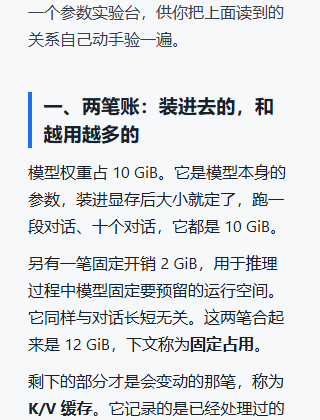 一个参数实验台，供你把上面读到的
关系自己动手验一遍。
一、两笔账：装进去的，和
越用越多的
模型权重占 10 GiB。它是模型本身的
参数，装进显存后大小就定了，跑一
段对话、十个对话，它都是 10 GiB。
另有一笔固定开销 2 GiB，用于推理
过程中模型固定要预留的运行空间。
它同样与对话长短无关。这两笔合起
来是 12 GiB，下文称为固定占用。
剩下的部分才是会变动的那笔，称为
K/V 缓存。它记录的是已经处理过的